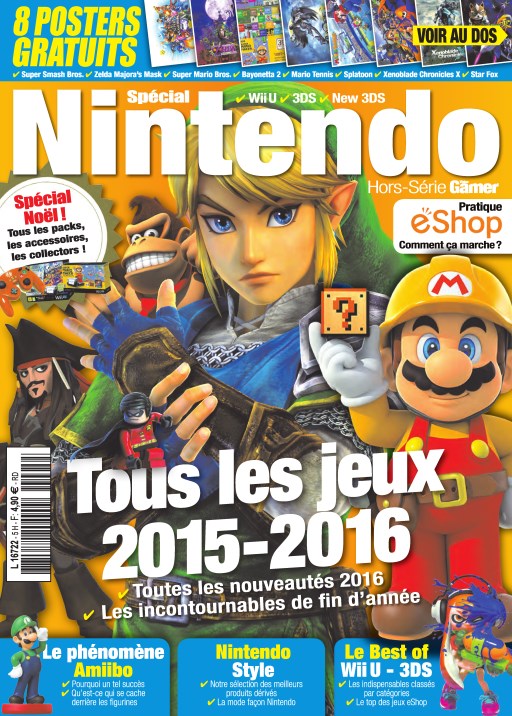 8 POSTERS
GRATUITS
VOIR AU DOS
✔ Super Smash Bros. ✔ Zelda Majora's Mask ✔ Super Mario Bros. ✔ Bayonetta 2 ✔ Mario Tennis ✔ Splatoon ✔ Xenoblade Chronicles X ✔ Star Fox
Spécial
✔ Wii U ✔ 3DS ✔ New 3DS
Nintendo
Hors-Série Gamer
Spécial
Noël !
Tous les packs,
les accessoires,
les collectors !
Pratique
eShop
Comment ça marche ?
?
M
Tous les jeux
2015-2016
✔ Toutes les nouveautés 2016
✔ Les incontournables de fin d'année
L 16722 - 5 H - F: 4,90 € - RD
Le phénomène
Amiibo
✔ Pourquoi un tel succès
✔ Qu'est-ce qui se cache
derrière les figurines
Nintendo
Style
✔ Notre sélection des meilleurs
produits dérivés
✔ La mode façon Nintendo
Le Best of
Wii U - 3DS
✔ Les indispensables classés
par catégories
✔ Le top des jeux eShop